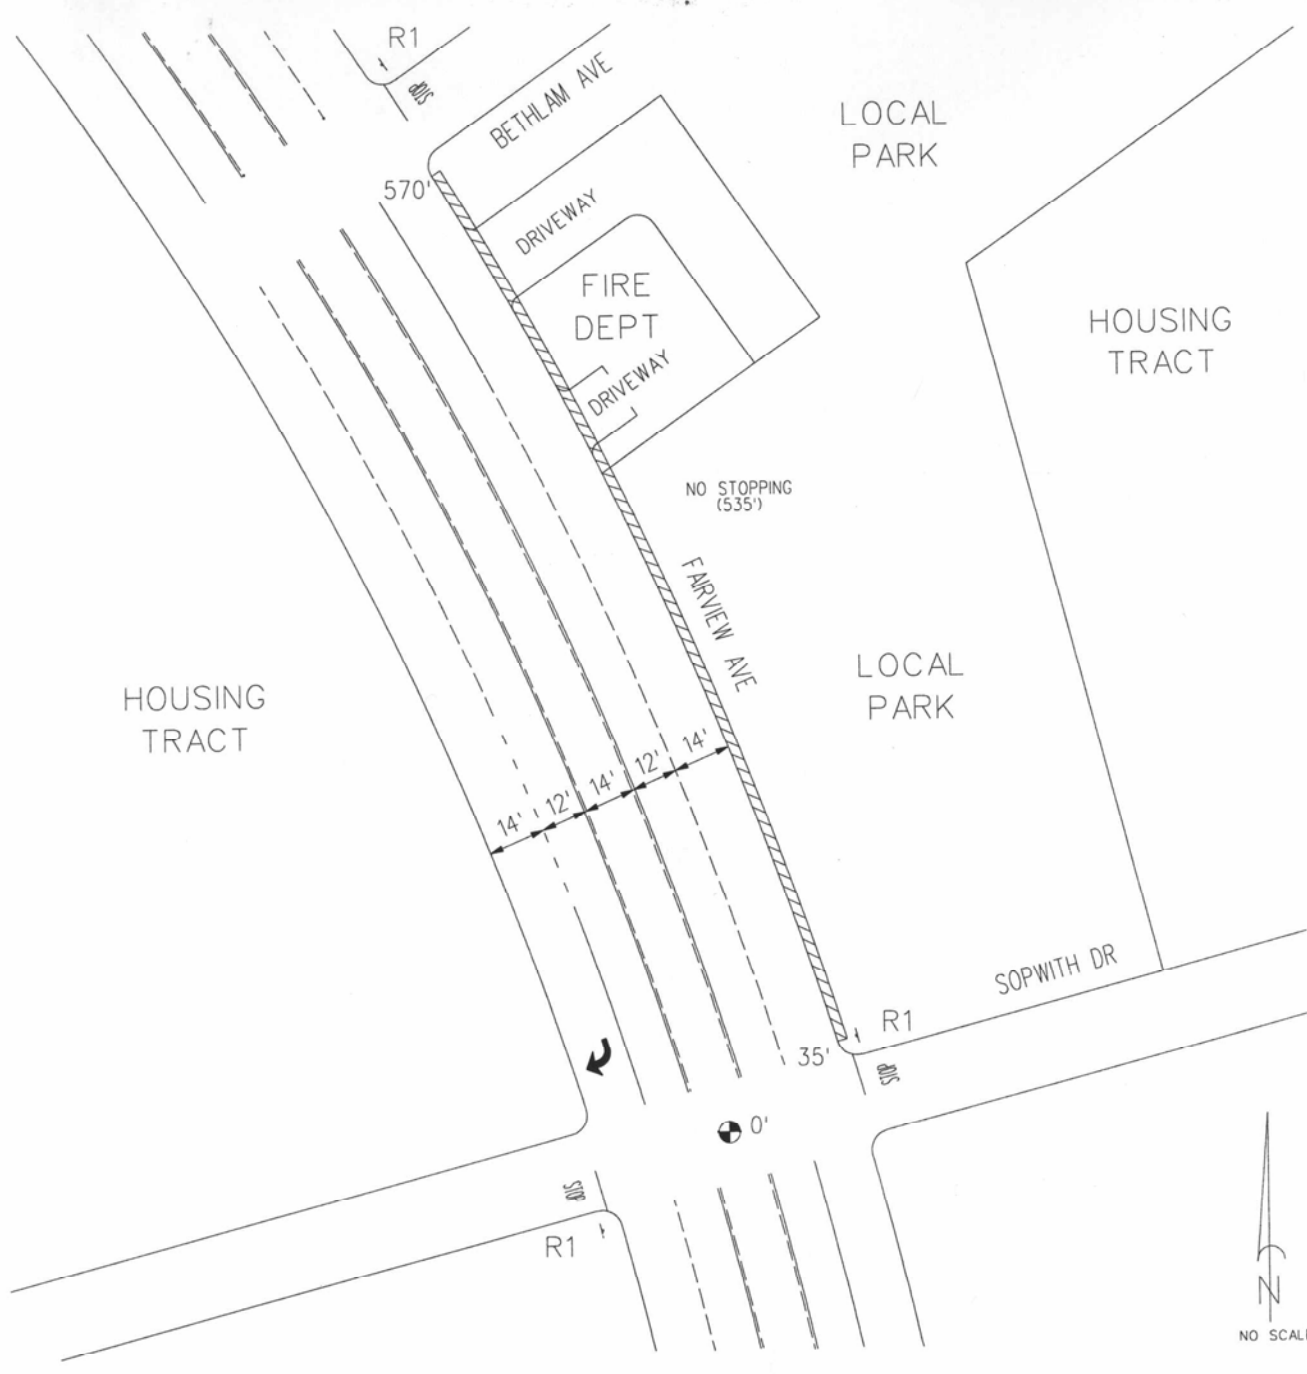 R1
STOP
BETHLAM AVE
LOCAL
PARK
570'
DRIVEWAY
FIRE
DEPT
DRIVEWAY
HOUSING
TRACT
NO STOPPING
(535')
FARVIEW AVE
LOCAL
PARK
HOUSING
TRACT
14'
12'
14'
12'
14'
SOPWITH DR
R1
35'
STOP
0'
STOP
R1
N
NO SCALE